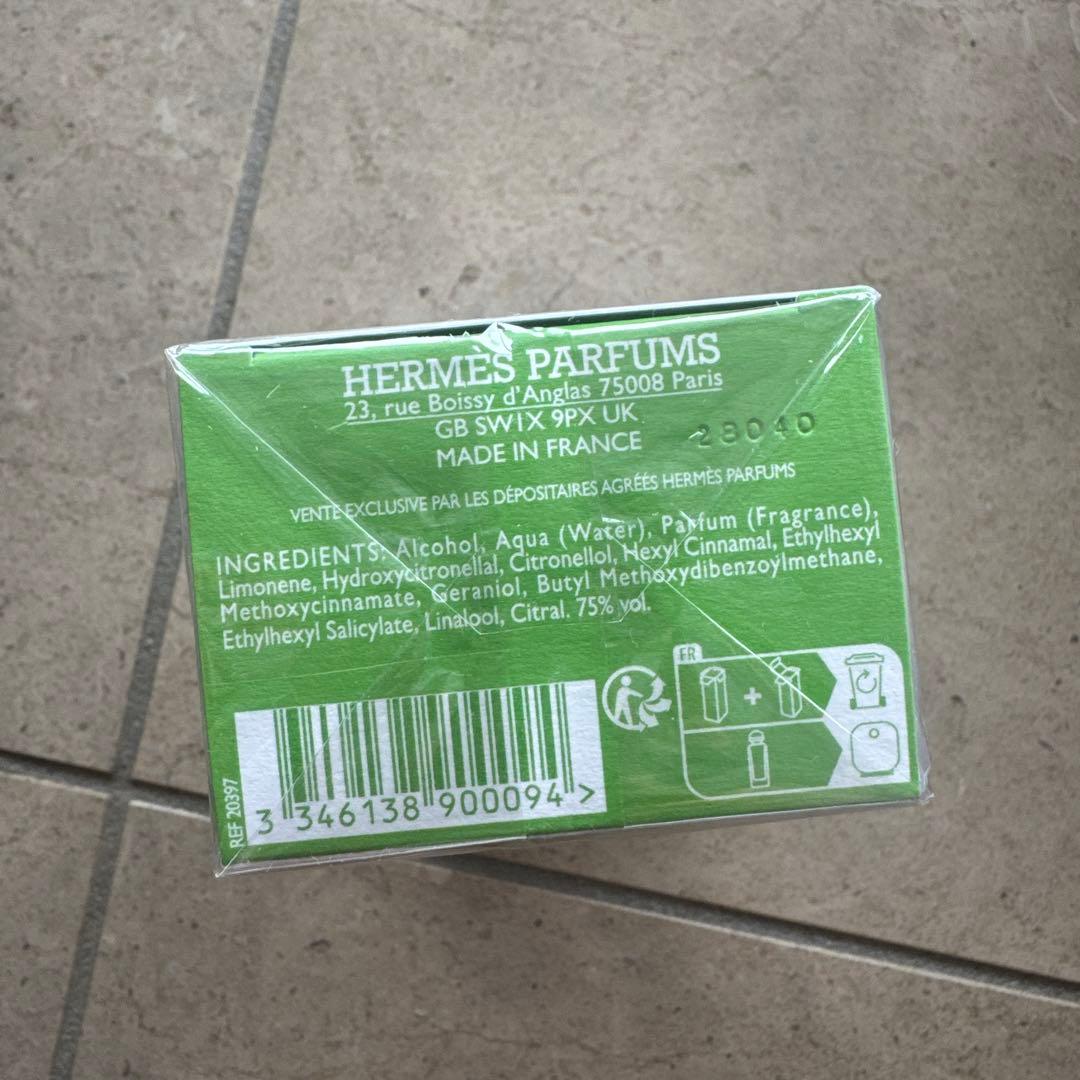 HERMÈS PARFUMS
23, rue Boissy d'Anglas 75008 Paris
GB SW1X 9PX UK
MADE IN FRANCE
28040
VENTE EXCLUSIVE PAR LES DÉPOSITAIRES AGRÉÉS HERMÈS PARFUMS
INGREDIENTS: Alcohol, Aqua (Water), Parfum (Fragrance),
Limonene, Hydroxycitronellal, Citronellol, Hexyl Cinnamal, Ethylhexyl
Methoxycinnamate, Geraniol, Butyl Methoxydibenzoylmethane,
Ethylhexyl Salicylate, Linalool, Citral. 75% vol.
FR
+
REF 20397
3 346138 900094 >